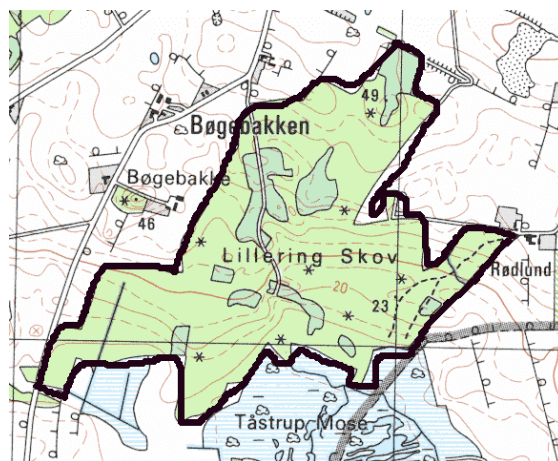 49
Bøgebakken
Bøgebakke
46
Lillering Skov
Rødlund
20
23
Tåstrup Mose